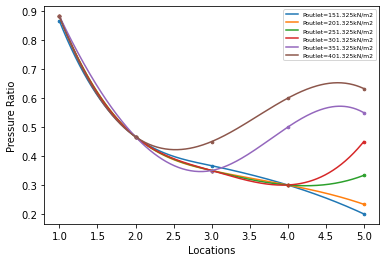 0.9
0.8
0.7
0.6
0.5
0.4
0.3
0.2
Pressure Ratio
Poutlet=151.325kN/m2
Poutlet=201.325kN/m2
Poutlet=251.325kN/m2
Poutlet=301.325kN/m2
Poutlet=351.325kN/m2
Poutlet=401.325kN/m2
1.0 1.5 2.0 2.5 3.0 3.5 4.0 4.5 5.0
Locations